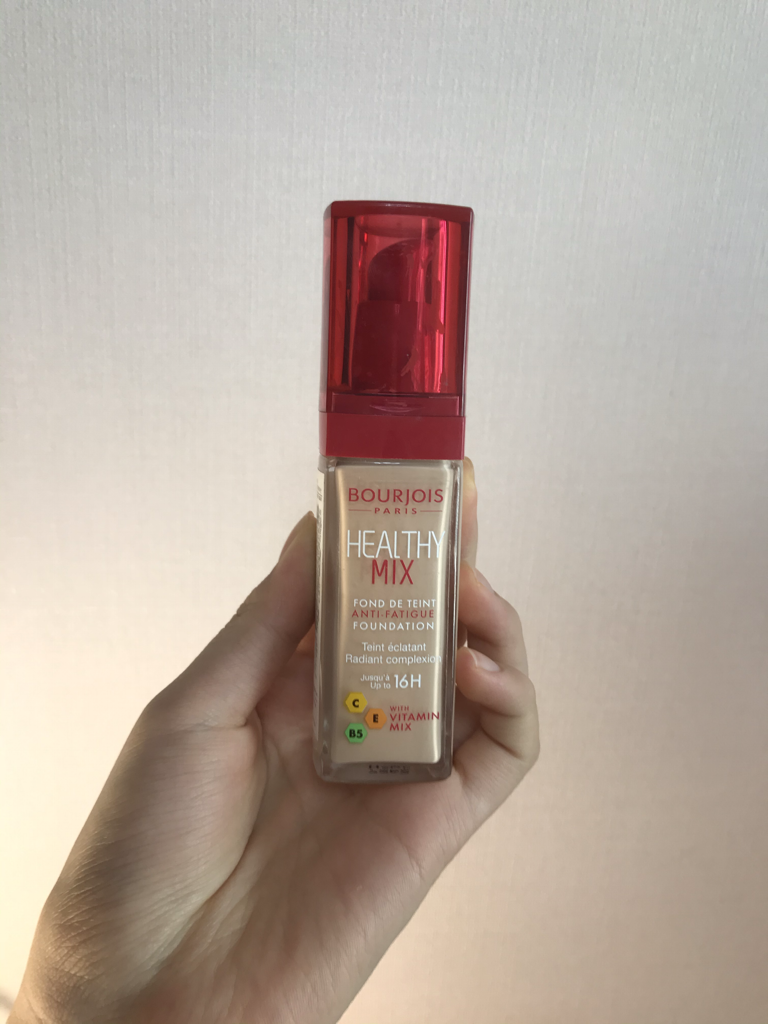 BOURJOIS
PARIS
HEALTHY
MIX
FOND DE TEINT
ANTI-FATIGUE
FOUNDATION
Teint éclatant
Radiant complexion
Jusqu'à
Up to 16H
C
E
B5
WITH
VITAMIN
MIX